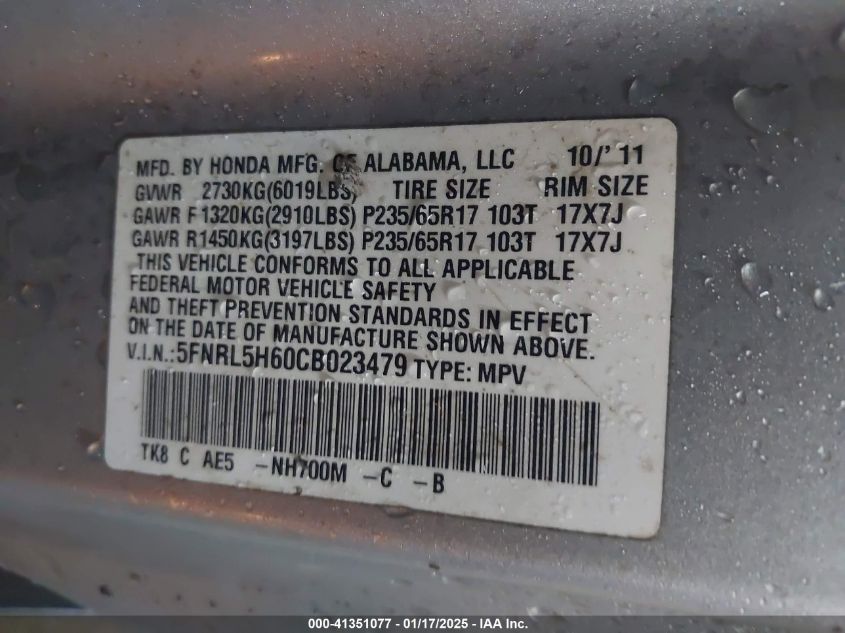 MFD. BY HONDA MFG. OF ALABAMA, LLC 10/'11
GVWR 2730KG(6019LBS) TIRE SIZE RIM SIZE
GAWR F1320KG(2910LBS) P235/65R17 103T 17X7J
GAWR R1450KG(3197LBS) P235/65R17 103T 17X7J
THIS VEHICLE CONFORMS TO ALL APPLICABLE
FEDERAL MOTOR VEHICLE SAFETY
AND THEFT PREVENTION STANDARDS IN EFFECT
ON THE DATE OF MANUFACTURE SHOWN ABOVE.
V.I.N.: 5FNRL5H60CB023479 TYPE: MPV
TK8 C AE5 -NH700M -C -B
000-41351077 - 01/17/2025 - IAA Inc.